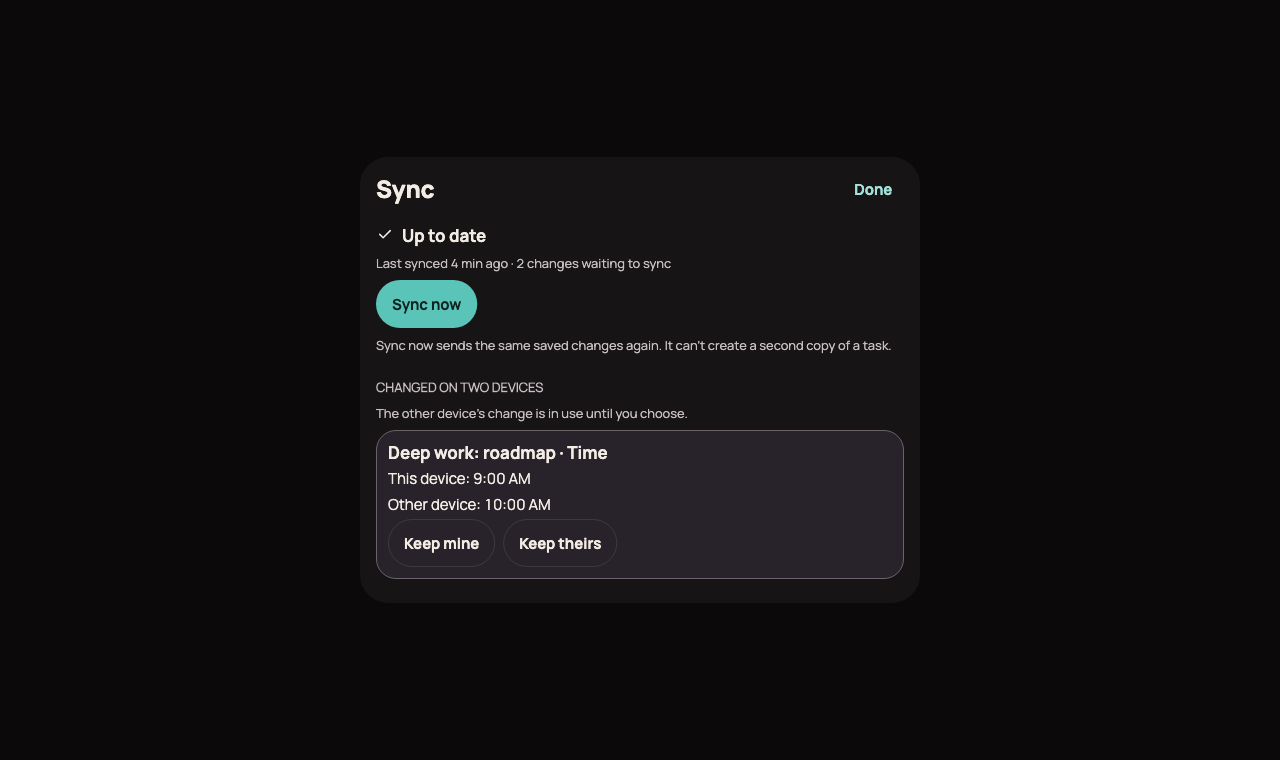 Sync
Done
Up to date
Last synced 4 min ago · 2 changes waiting to sync
Sync now
Sync now sends the same saved changes again. It can't create a second copy of a task.
CHANGED ON TWO DEVICES
The other device's change is in use until you choose.
Deep work: roadmap · Time
This device: 9:00 AM
Other device: 10:00 AM
Keep mine
Keep theirs